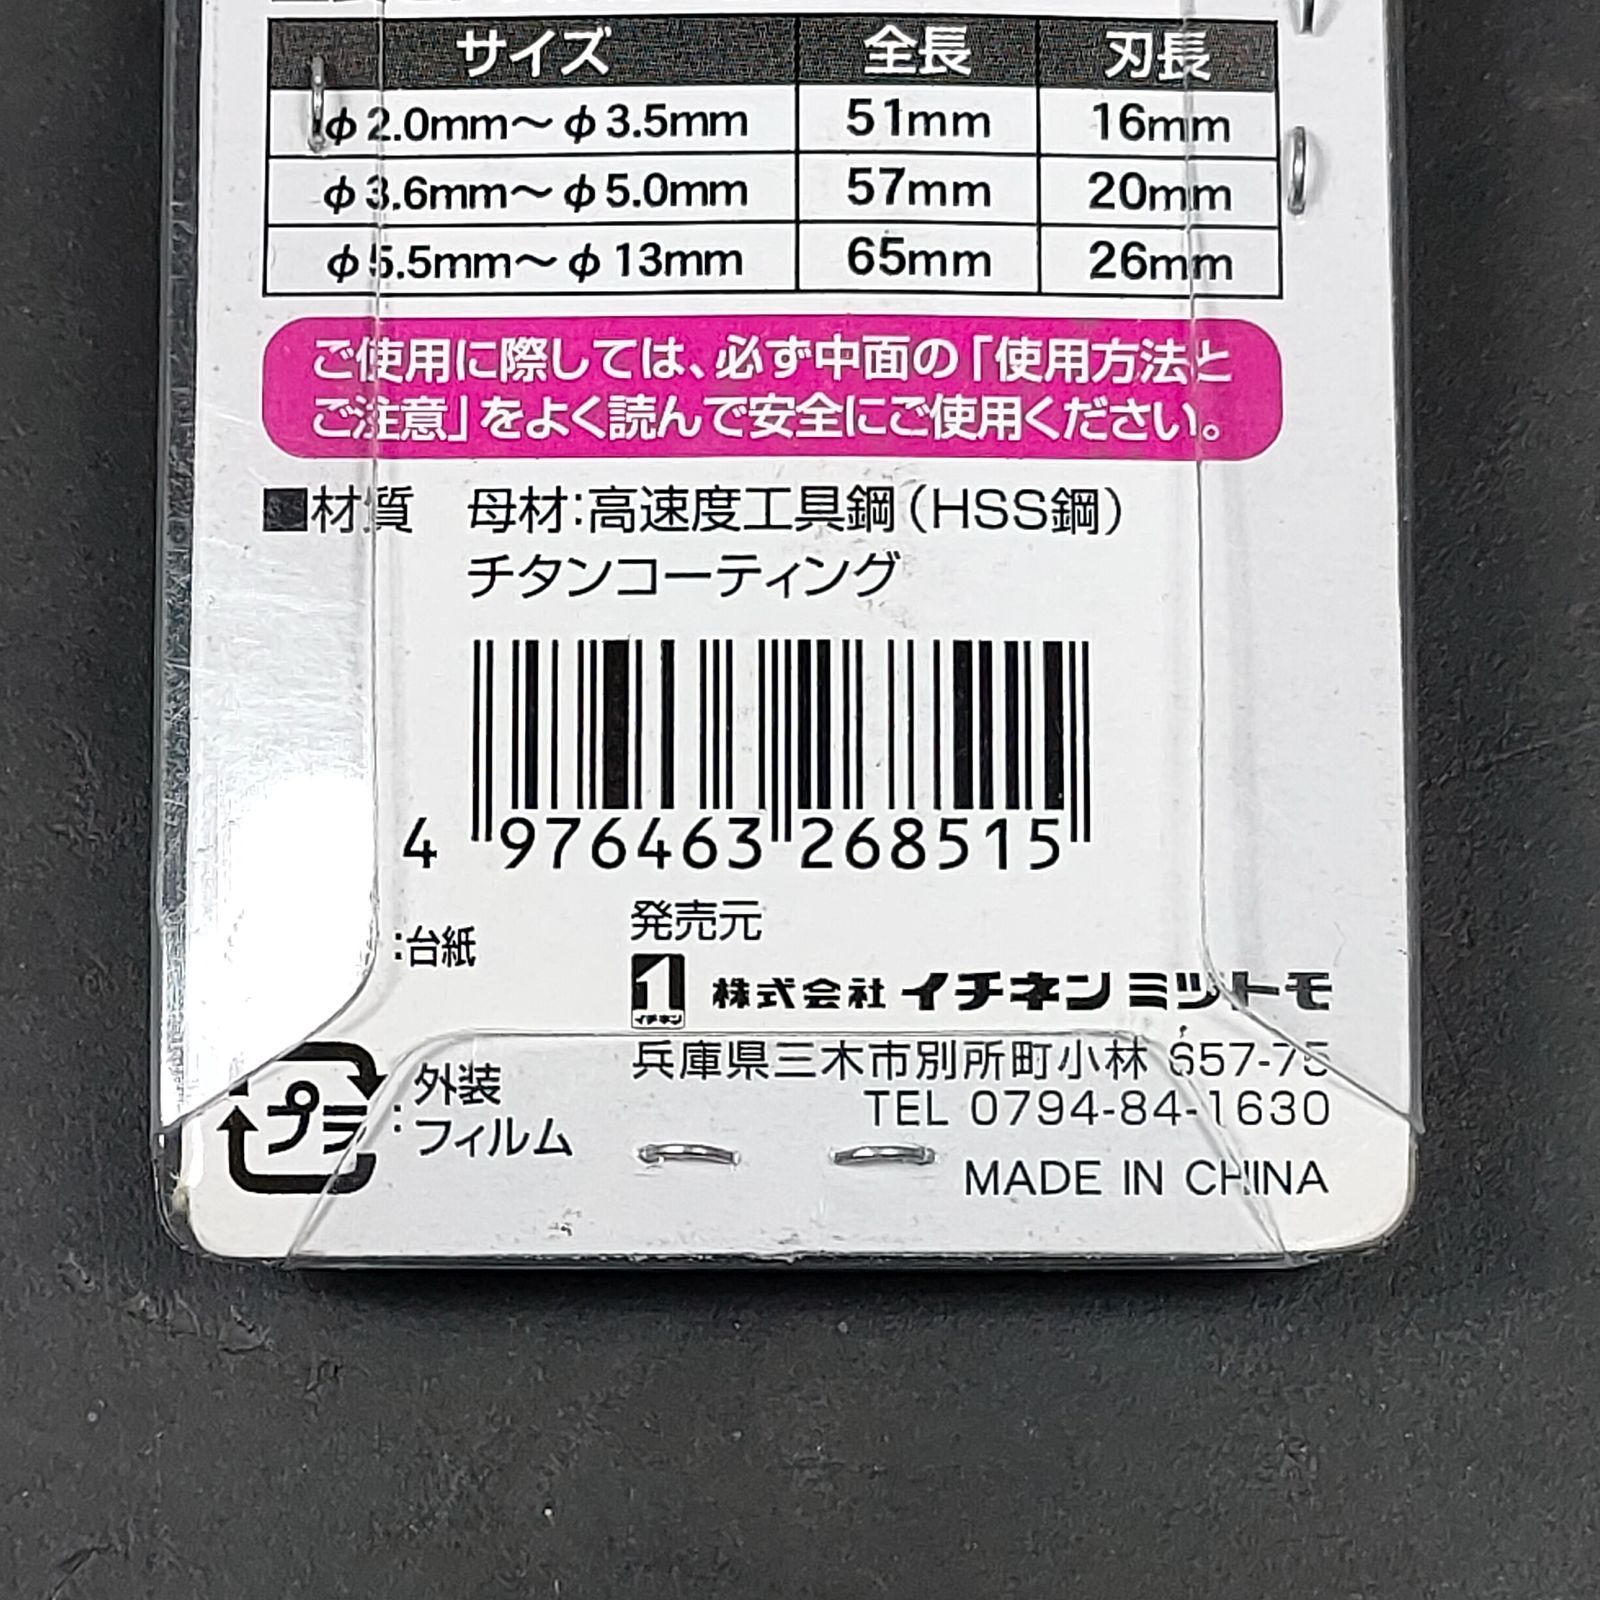 サイズ 全長 刃長
φ2.0mm～φ3.5mm 51mm 16mm
φ3.6mm～φ5.0mm 57mm 20mm
φ5.5mm～φ13mm 65mm 26mm
ご使用に際しては、必ず中面の「使用方法と
ご注意」をよく読んで安全にご使用ください。
■材質 母材:高速度工具鋼(HSS鋼)
チタンコーティング
4 976463 268515
:台紙
発売元
イチネン
株式会社 イチネンミツトモ
兵庫県三木市別所町小林 657-75
TEL 0794-84-1630
MADE IN CHINA
プラ:外装
フィルム